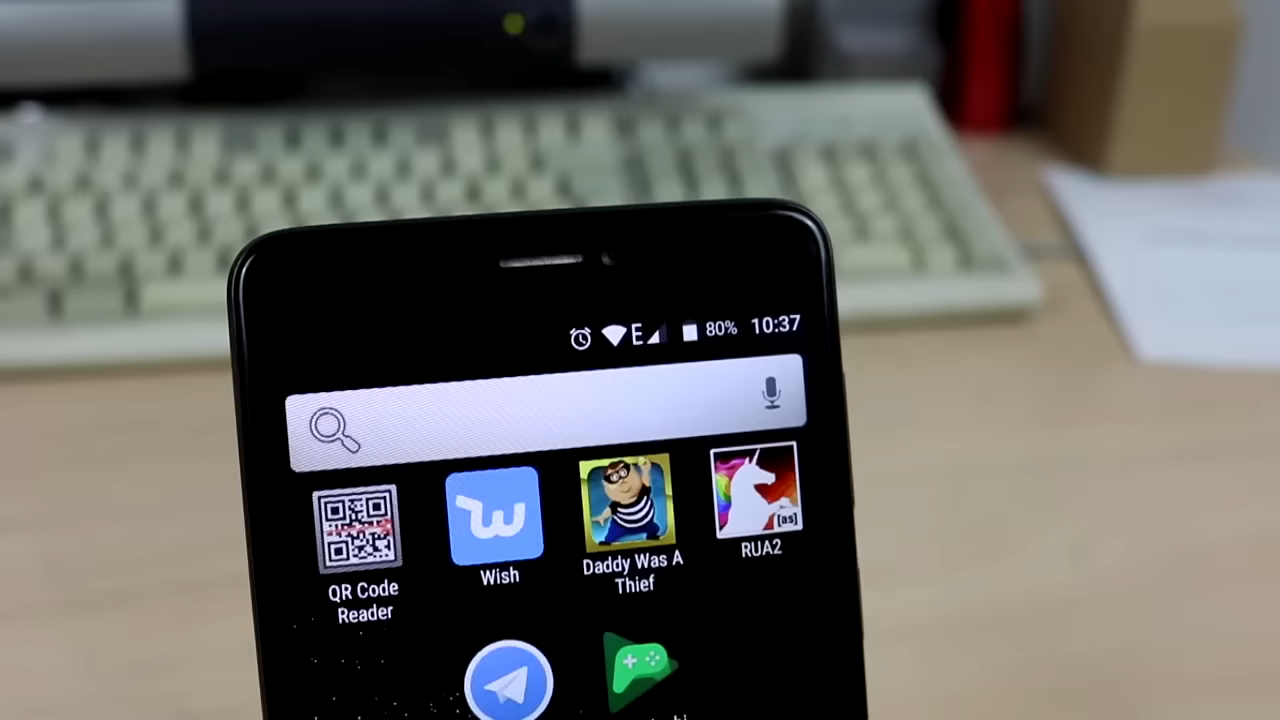 E 80% 10:37
QR Code
Reader
Wish
Daddy Was A
Thief
[as]
RUA2